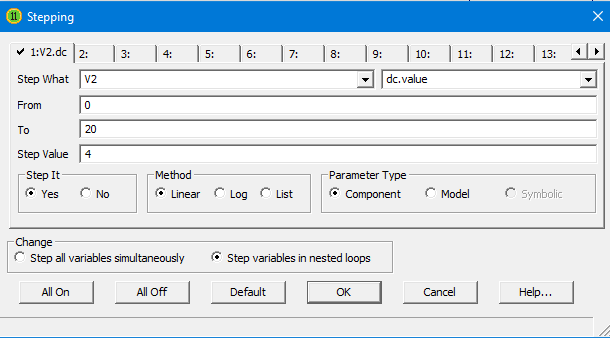 Stepping
1:V2.dc 2: 3: 4: 5: 6: 7: 8: 9: 10: 11: 12: 13:
Step What V2 dc.value
From 0
To 20
Step Value 4
Step It Method Parameter Type
Yes No Linear Log List Component Model Symbolic
Change
Step all variables simultaneously Step variables in nested loops
All On All Off Default OK Cancel Help...